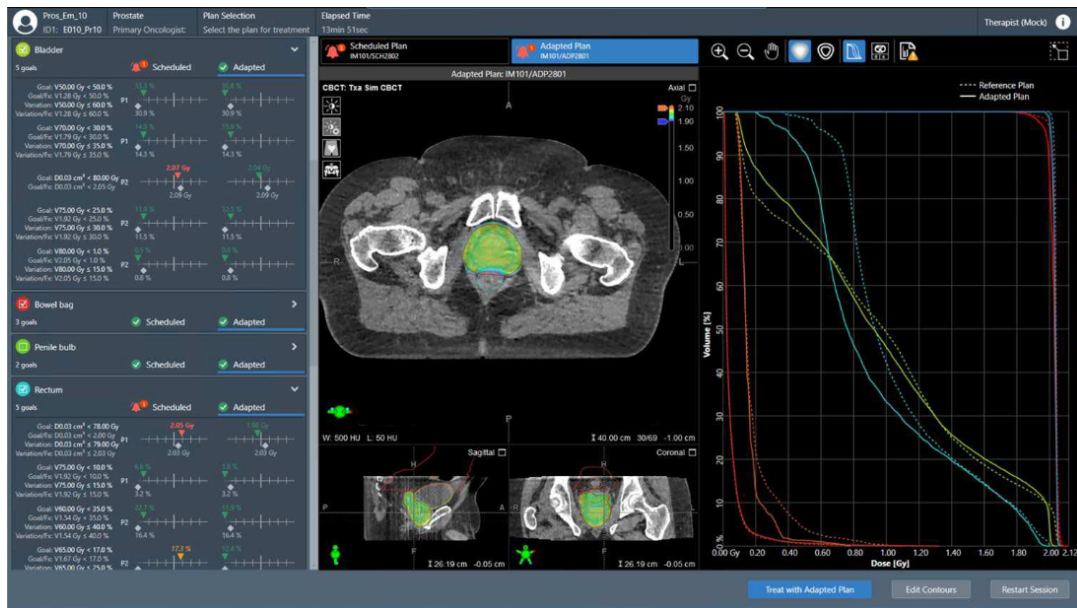 Pros_Em_10
ID1: E010_Pr10
Prostate
Primary Oncologist:
Plan Selection
Select the plan for treatment
Elapsed Time
13min 51sec
Therapist (Mock)
Bladder
5 goals
Scheduled
Adapted
Goal: V50.00 Gy < 50.0 %
Goal/Fx: V1.28 Gy < 50.0 %
Variation: V50.00 Gy ≤ 60.0 %
Variation/Fx: V1.28 Gy ≤ 60.0 %
P1
30.9 %
30.9 %
Goal: V70.00 Gy < 30.0 %
Goal/Fx: V1.79 Gy < 30.0 %
Variation: V70.00 Gy ≤ 35.0 %
Variation/Fx: V1.79 Gy ≤ 35.0 %
P1
14.3 %
14.3 %
Goal: D0.03 cm³ < 80.00 Gy
Goal/Fx: D0.03 cm³ < 2.05 Gy
P2
2.07 Gy
2.09 Gy
2.09 Gy
Goal: V75.00 Gy < 25.0 %
Goal/Fx: V1.92 Gy < 25.0 %
Variation: V75.00 Gy ≤ 30.0 %
Variation/Fx: V1.92 Gy ≤ 30.0 %
P2
11.5 %
11.5 %
Goal: V80.00 Gy < 1.0 %
Goal/Fx: V2.05 Gy < 1.0 %
Variation: V80.00 Gy ≤ 15.0 %
Variation/Fx: V2.05 Gy ≤ 15.0 %
P2
0.6 %
0.6 %
Bowel bag
3 goals
Scheduled
Adapted
Penile bulb
2 goals
Scheduled
Adapted
Rectum
5 goals
Scheduled
Adapted
Goal: D0.03 cm³ < 78.00 Gy
Goal/Fx: D0.03 cm³ < 2.00 Gy
Variation: D0.03 cm³ ≤ 79.00 Gy
Variation/Fx: D0.03 cm³ ≤ 2.03 Gy
P1
2.05 Gy
2.03 Gy
2.03 Gy
Goal: V75.00 Gy < 10.0 %
Goal/Fx: V1.92 Gy < 10.0 %
Variation: V75.00 Gy ≤ 15.0 %
Variation/Fx: V1.92 Gy ≤ 15.0 %
P1
3.2 %
3.2 %
Goal: V60.00 Gy < 35.0 %
Goal/Fx: V1.54 Gy < 35.0 %
Variation: V60.00 Gy ≤ 40.0 %
Variation/Fx: V1.54 Gy ≤ 40.0 %
P2
16.4 %
16.4 %
Goal: V65.00 Gy < 17.0 %
Goal/Fx: V1.67 Gy < 17.0 %
Variation: V65.00 Gy ≤ 25.0 %
P2
Scheduled Plan
IM101/SCH2802
Adapted Plan
IM101/ADP2801
Adapted Plan: IM101/ADP2801
CBCT: Txa Sim CBCT
Axial
Gy
2.10
1.90
1.50
1.00
0.50
0.00
A
R
L
P
W: 500 HU L: 50 HU
40.00 cm 30/69 -1.00 cm
Sagittal
H
P
A
F
26.19 cm -0.05 cm
Coronal
H
R
L
F
26.19 cm -0.05 cm
Reference Plan
Adapted Plan
Volume [%]
100
90
80
70
60
50
40
30
20
10
0 %
0.00 Gy 0.20 0.40 0.60 0.80 1.00 1.20 1.40 1.60 1.80 2.00 2.12
Dose [Gy]
Treat with Adapted Plan
Edit Contours
Restart Session